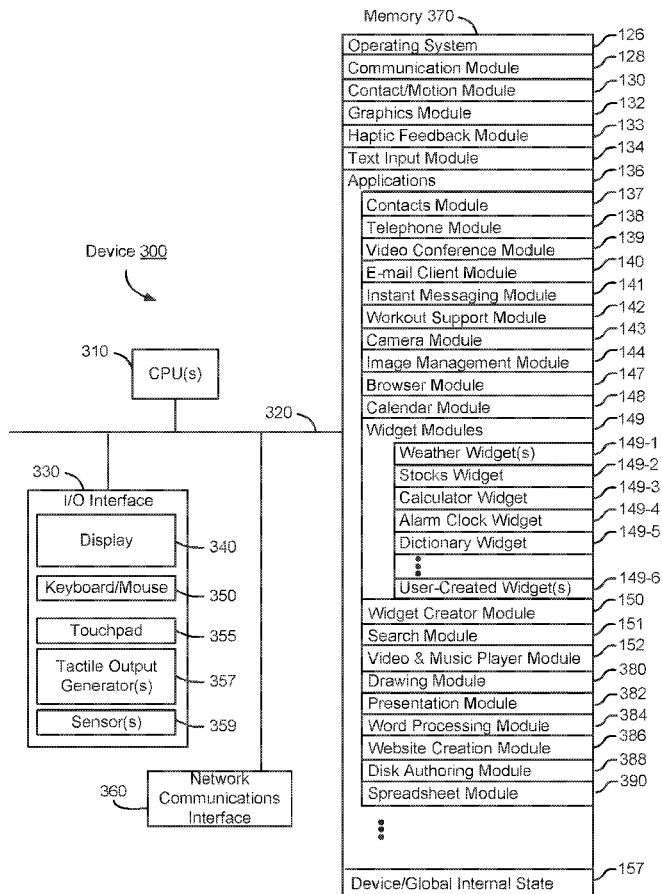 Memory 370
Operating System 126
Communication Module 128
Contact/Motion Module 130
Graphics Module 132
Haptic Feedback Module 133
Text Input Module 134
Applications 136
Contacts Module 137
Telephone Module 138
Video Conference Module 139
E-mail Client Module 140
Instant Messaging Module 141
Workout Support Module 142
Camera Module 143
Image Management Module 144
Browser Module 147
Calendar Module 148
Widget Modules 149
Weather Widget(s) 149-1
Stocks Widget 149-2
Calculator Widget 149-3
Alarm Clock Widget 149-4
Dictionary Widget 149-5
User-Created Widget(s) 149-6
Widget Creator Module 150
Search Module 151
Video & Music Player Module 152
Drawing Module 380
Presentation Module 382
Word Processing Module 384
Website Creation Module 386
Disk Authoring Module 388
Spreadsheet Module 390
Device/Global Internal State 157
Device 300
310
CPU(s)
320
330
I/O Interface
Display 340
Keyboard/Mouse 350
Touchpad 355
Tactile Output
Generator(s) 357
Sensor(s) 359
360
Network
Communications
Interface